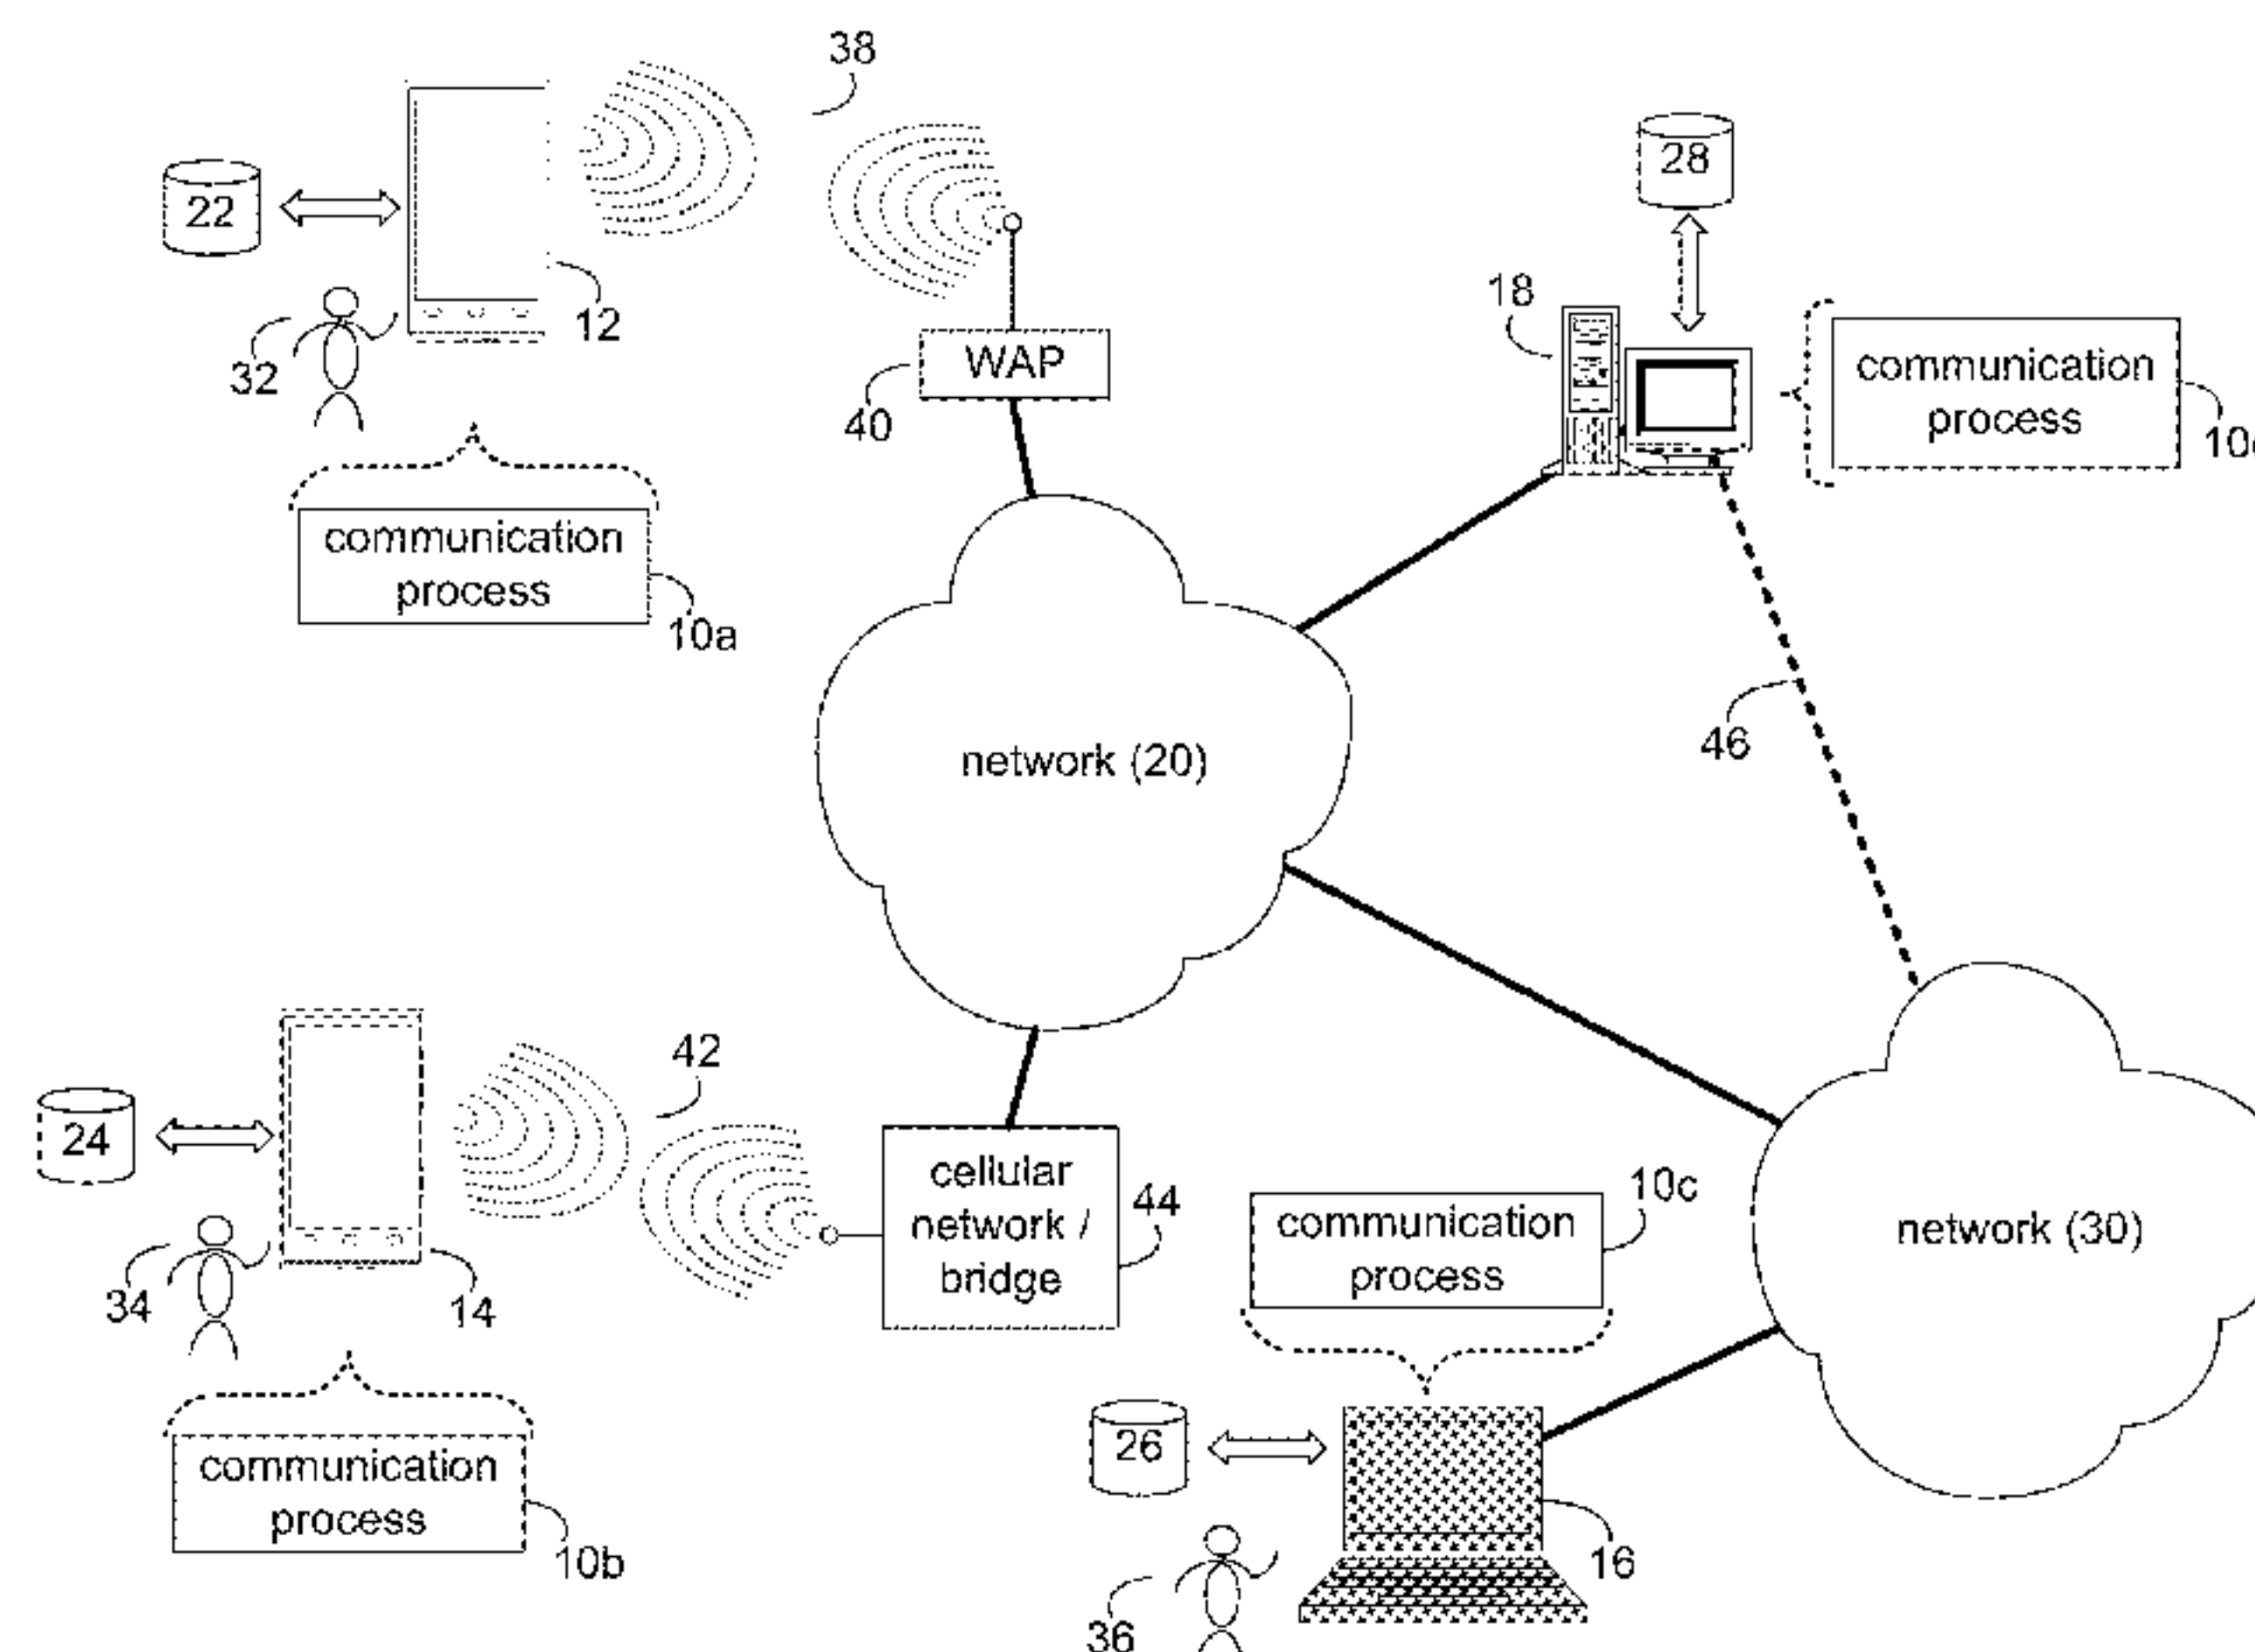 38
22
28
12
32
18
WAP
40
communication
process
10
communication
process
10a
network (20)
46
42
24
cellular
network /
bridge
44
34
14
10c
communication
process
network (30)
communication
process
10b
26
16
36